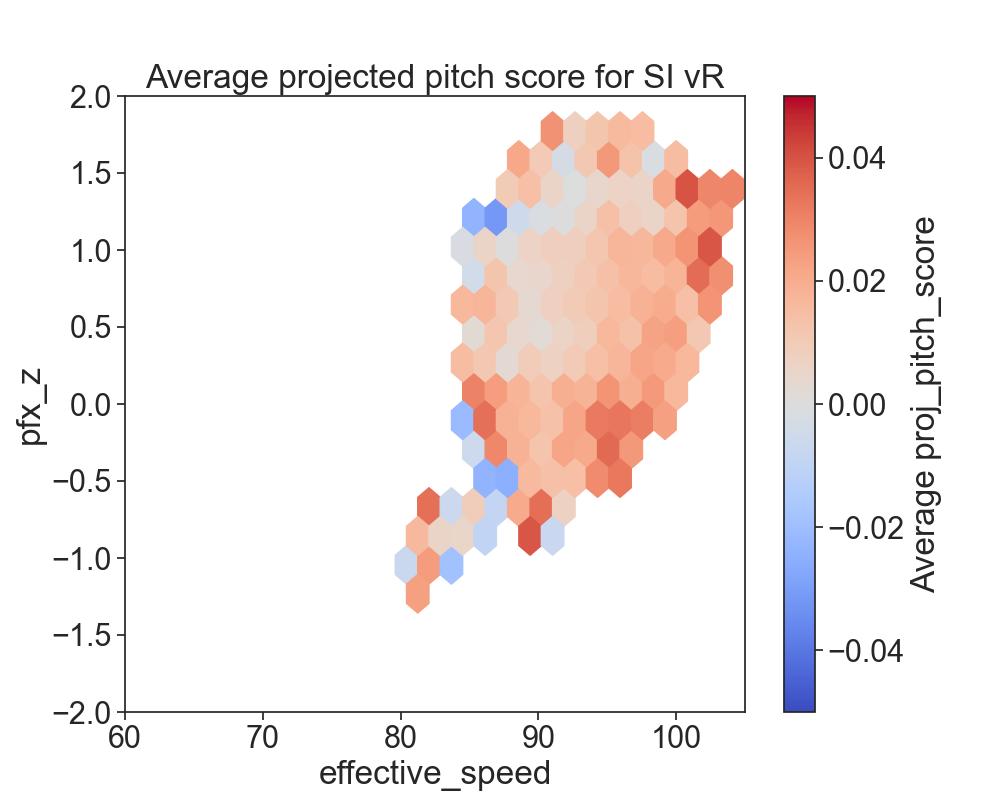 Average projected pitch score for SI vR
2.0
1.5
1.0
0.5
0.0
−0.5
−1.0
−1.5
−2.0
pfx_z
60 70 80 90 100
effective_speed
0.04
0.02
0.00
−0.02
−0.04
Average proj_pitch_score